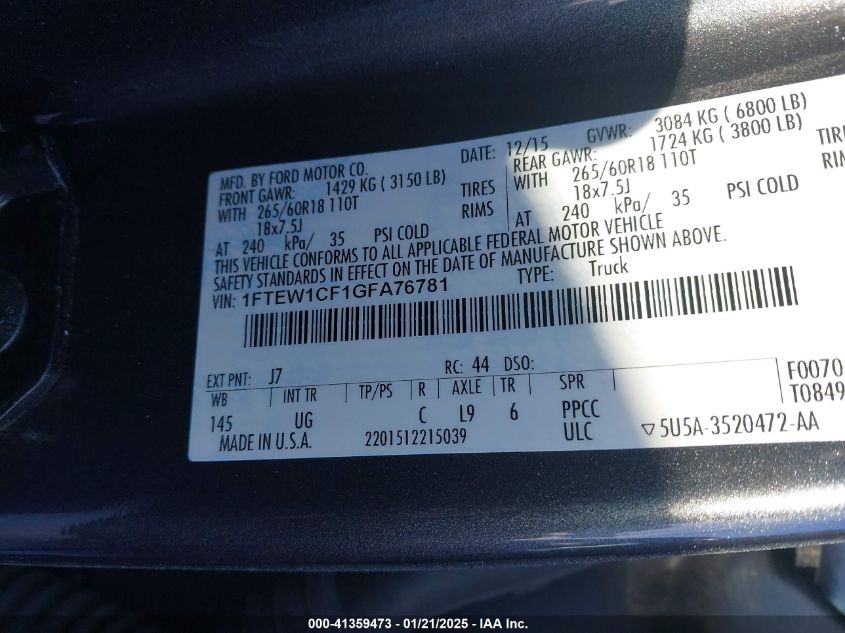 MFD. BY FORD MOTOR CO. DATE: 12/15 GVWR: 3084 KG ( 6800 LB)
FRONT GAWR: 1429 KG ( 3150 LB) REAR GAWR: 1724 KG ( 3800 LB)
WITH 265/60R18 110T TIRES WITH 265/60R18 110T TIRE
18x7.5J RIMS 18x7.5J RIM
AT 240 kPa/ 35 PSI COLD AT 240 kPa/ 35 PSI COLD
THIS VEHICLE CONFORMS TO ALL APPLICABLE FEDERAL MOTOR VEHICLE
SAFETY STANDARDS IN EFFECT ON THE DATE OF MANUFACTURE SHOWN ABOVE.
VIN: 1FTEW1CF1GFA76781 TYPE: Truck
EXT PNT: J7 RC: 44 DSO: F0070
WB INT TR TP/PS R AXLE TR SPR T0849
145 UG C L9 6 PPCC
MADE IN U.S.A. 2201512215039 ULC ▽5U5A-3520472-AA
000-41359473 - 01/21/2025 - IAA Inc.